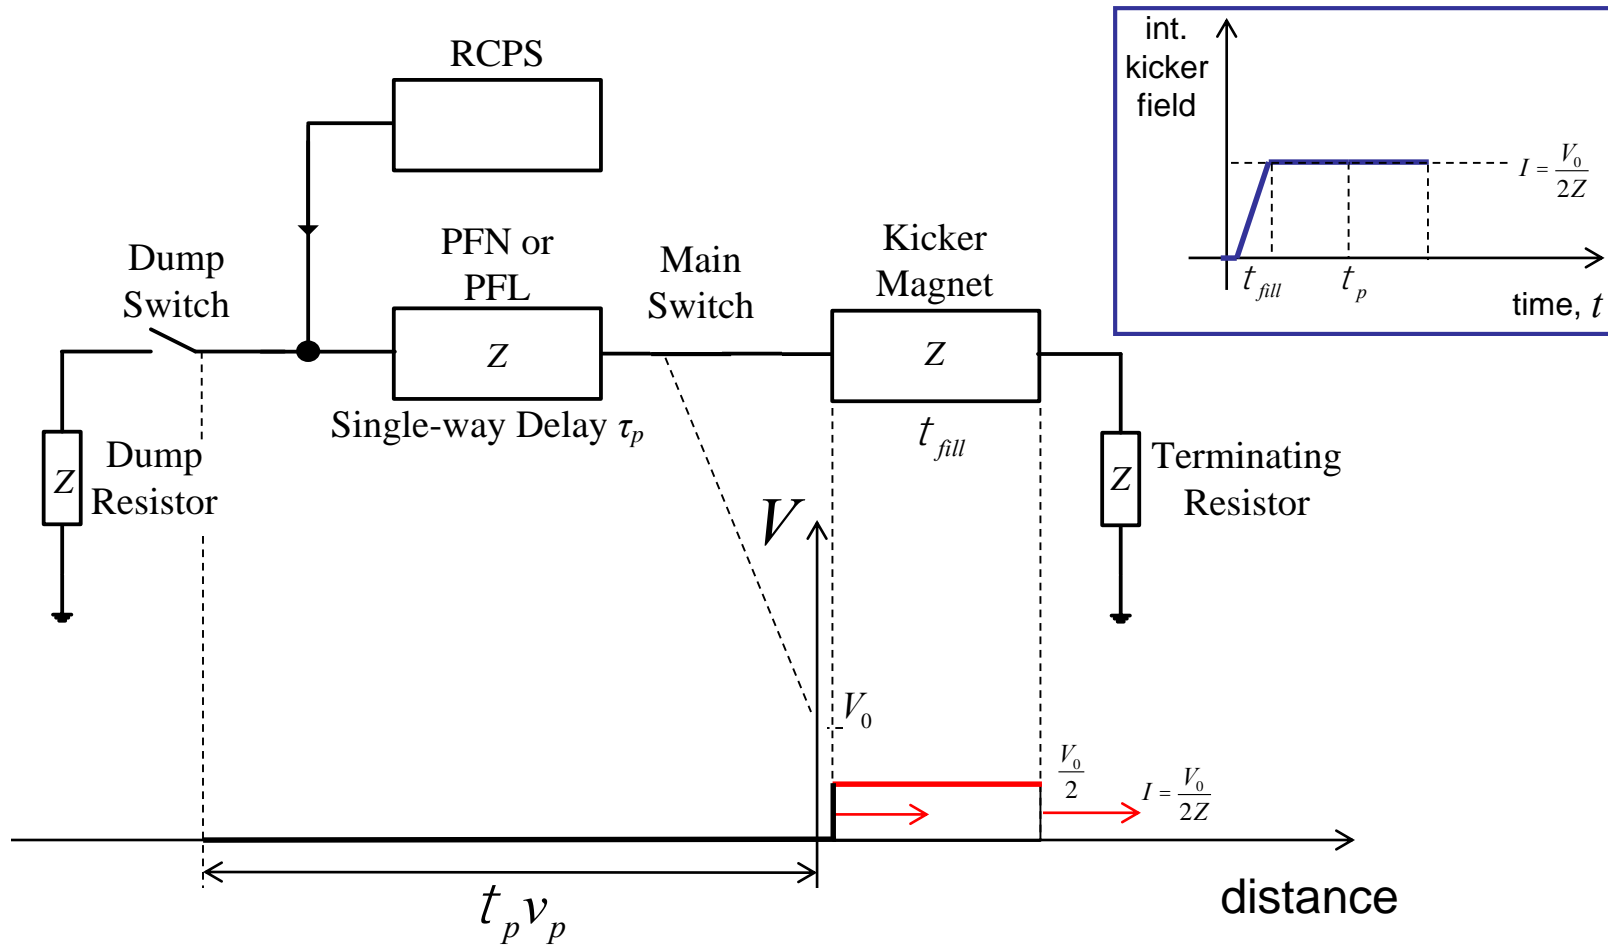 RCPS
int.
kicker
field
I = V₀/2Z
t fill
t p
time, t
Dump
Switch
PFN or
PFL
Z
Single-way Delay τp
Main
Switch
Kicker
Magnet
Z
t fill
Z
Dump
Resistor
Z
Terminating
Resistor
V
V₀
V₀/2
I = V₀/2Z
t p v p
distance